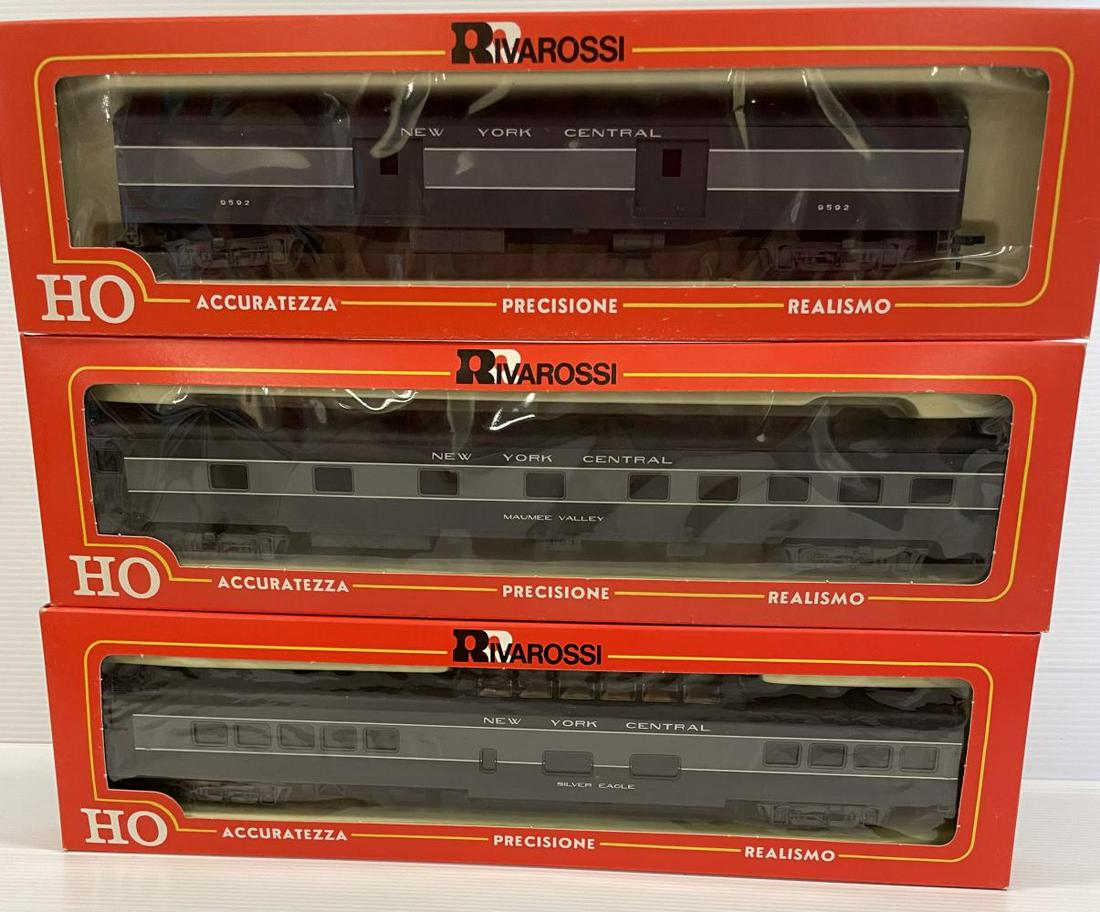 RIVAROSSI
NEW YORK CENTRAL
9592 9592
HO
ACCURATEZZA PRECISIONE REALISMO
RIVAROSSI
NEW YORK CENTRAL
MAUMEE VALLEY
HO
ACCURATEZZA PRECISIONE REALISMO
RIVAROSSI
NEW YORK CENTRAL
SILVER EAGLE
HO
ACCURATEZZA PRECISIONE REALISMO